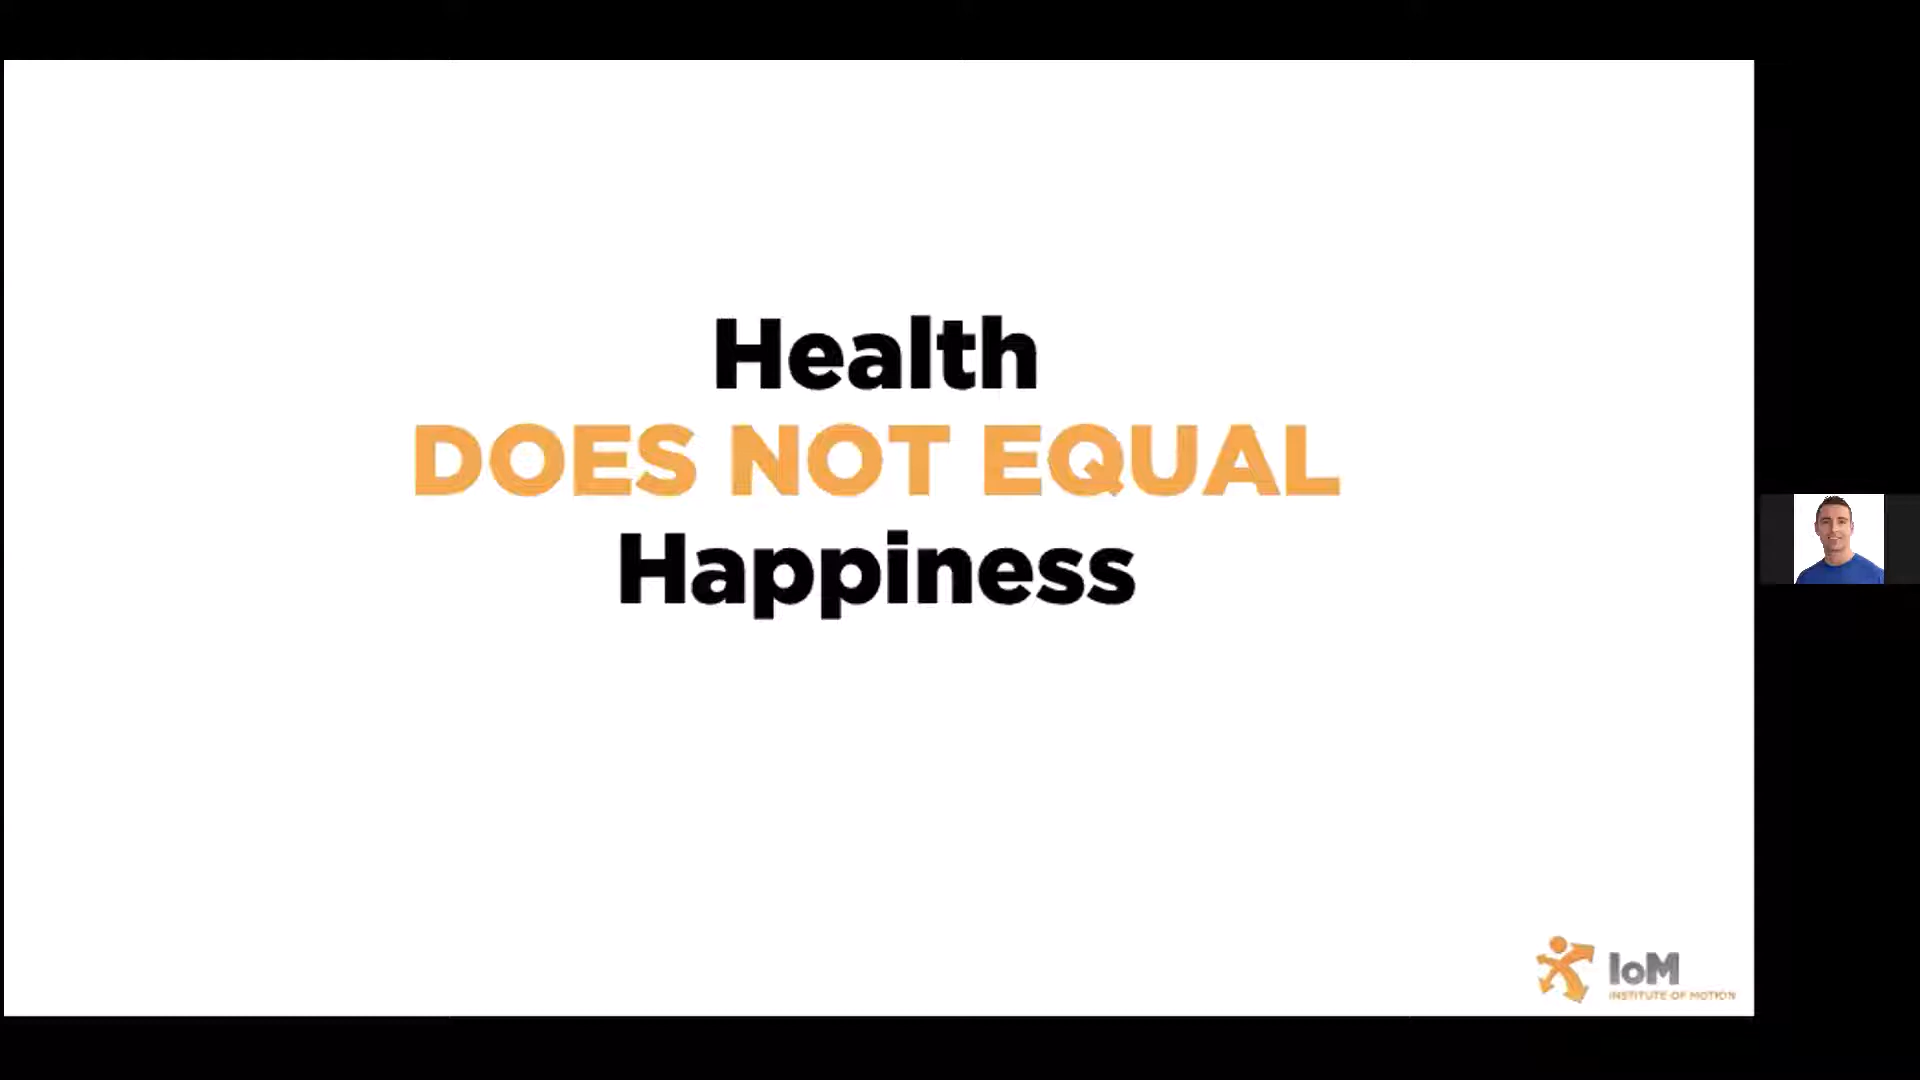 Health
DOES NOT EQUAL
Happiness
IoM
INSTITUTE OF MOTION